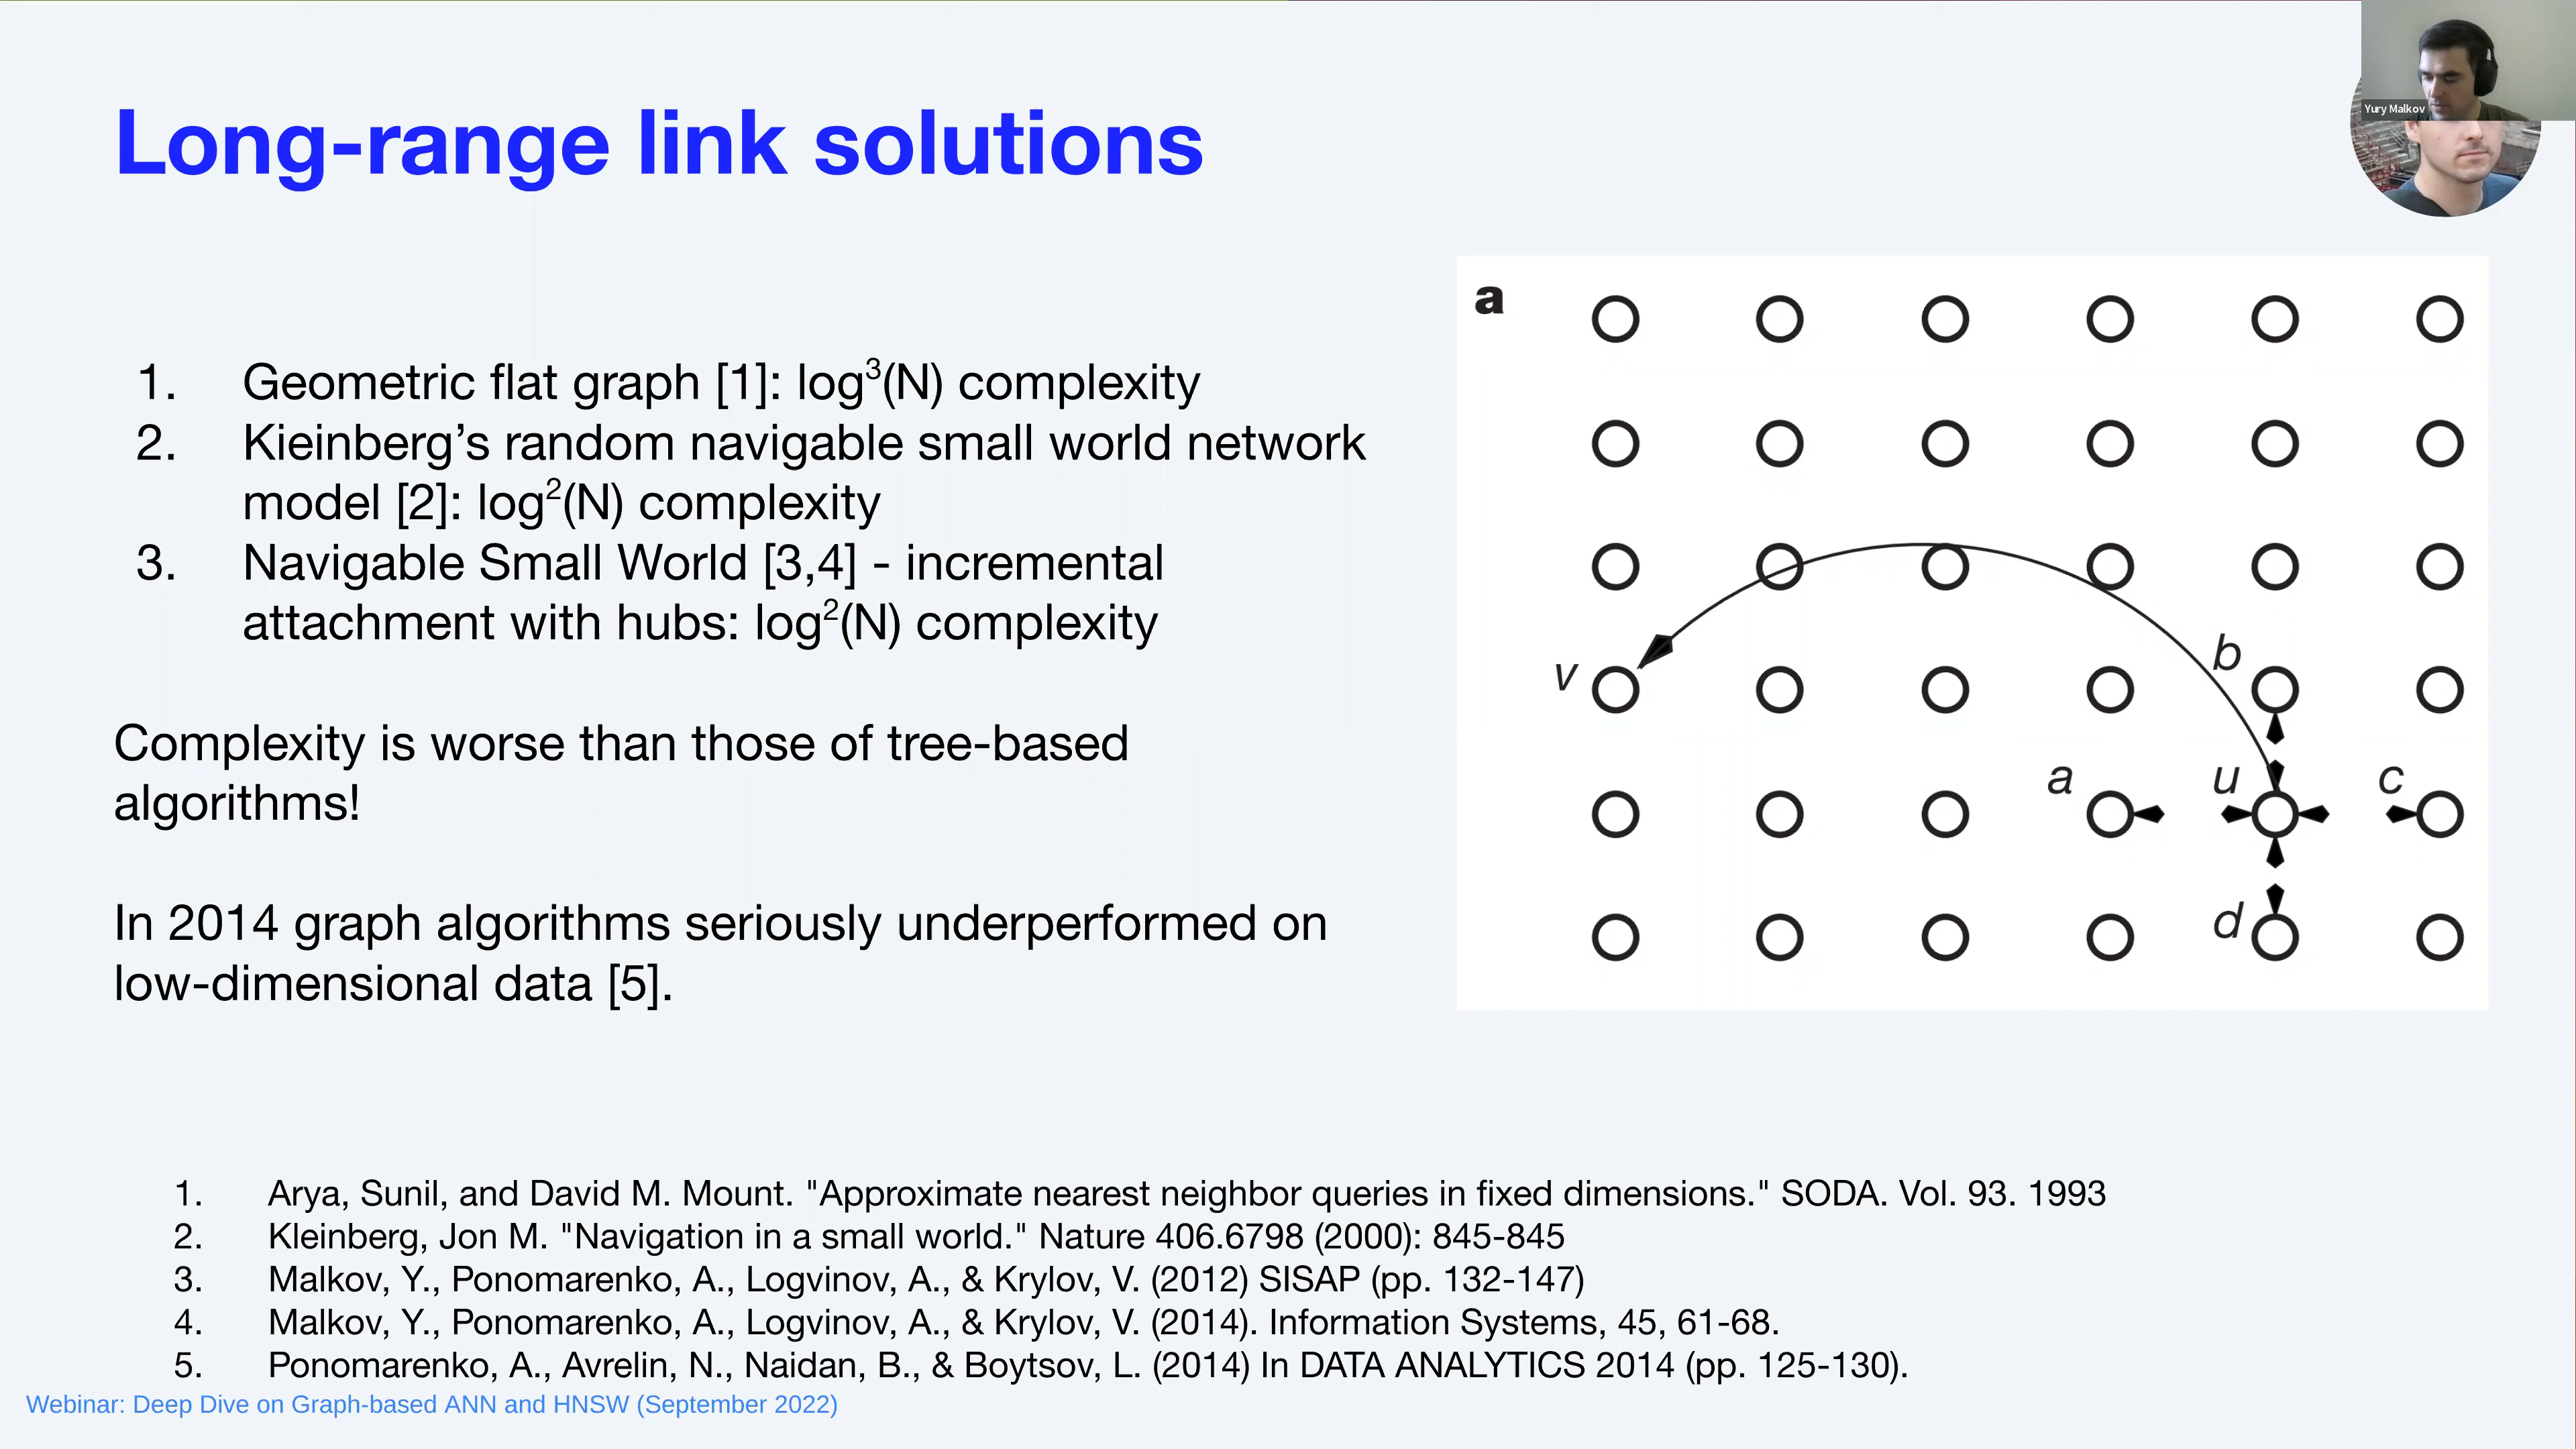 Long-range link solutions
Yury Malkov
1. Geometric flat graph [1]: log³(N) complexity
2. Kieinberg’s random navigable small world network
model [2]: log²(N) complexity
3. Navigable Small World [3,4] - incremental
attachment with hubs: log²(N) complexity
Complexity is worse than those of tree-based
algorithms!
In 2014 graph algorithms seriously underperformed on
low-dimensional data [5].
a
v
b
a
u
c
d
1. Arya, Sunil, and David M. Mount. "Approximate nearest neighbor queries in fixed dimensions." SODA. Vol. 93. 1993
2. Kleinberg, Jon M. "Navigation in a small world." Nature 406.6798 (2000): 845-845
3. Malkov, Y., Ponomarenko, A., Logvinov, A., & Krylov, V. (2012) SISAP (pp. 132-147)
4. Malkov, Y., Ponomarenko, A., Logvinov, A., & Krylov, V. (2014). Information Systems, 45, 61-68.
5. Ponomarenko, A., Avrelin, N., Naidan, B., & Boytsov, L. (2014) In DATA ANALYTICS 2014 (pp. 125-130).
Webinar: Deep Dive on Graph-based ANN and HNSW (September 2022)